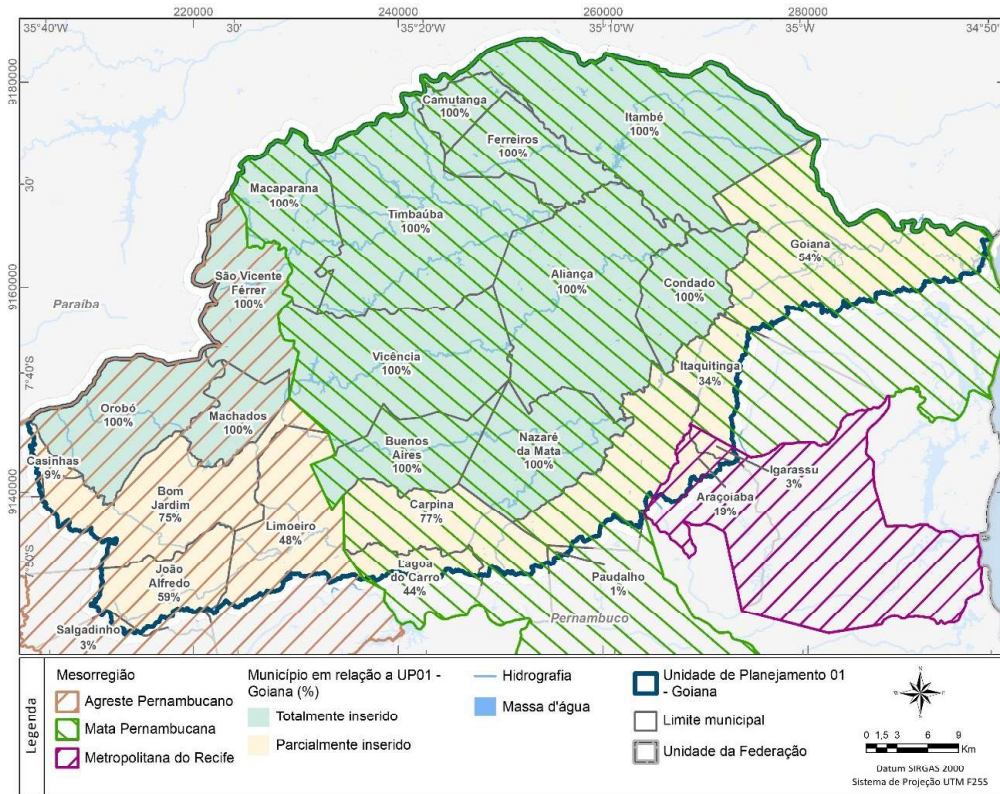 220000
240000
260000
280000
35°40'
30'
35°20'
35°10'
35°W
34°50'
9180000
30'
9160000
7°40'S
9140000
7°50'S
Camutanga
100%
Ferreiros
100%
Itambé
100%
Macaparana
100%
Timbaúba
100%
Goiana
54%
São Vicente
Férrer
100%
Aliança
100%
Condado
100%
Paraíba
Vicência
100%
Itaquitinga
34%
Orobó
100%
Machados
100%
Buenos
Aires
100%
Nazaré
da Mata
100%
Casinhas
9%
Igarassu
3%
Araçoiaba
19%
Bom
Jardim
75%
Limoeiro
48%
Carpina
77%
João
Alfredo
59%
Lagoa
do Carro
44%
Paudalho
1%
Salgadinho
3%
Pernambuco
Legenda
Mesorregião
Agreste Pernambucano
Mata Pernambucana
Metropolitana do Recife
Município em relação a UP01 -
Goiana (%)
Totalmente inserido
Parcialmente inserido
Hidrografia
Massa d'água
Unidade de Planejamento 01
- Goiana
Limite municipal
Unidade da Federação
0 1,5 3 6 9
Km
Datum SIRGAS 2000
Sistema de Projeção UTM F25S